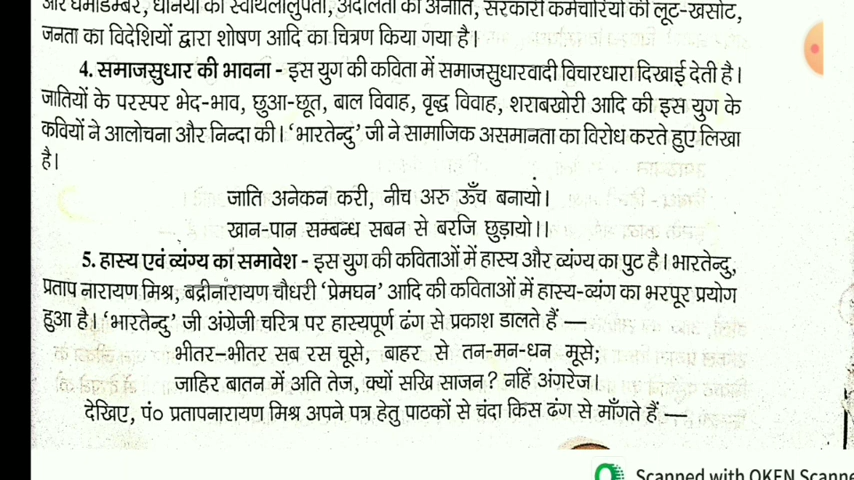 और धर्माडम्बर, धनियों की स्वार्थलोलुपता, अदालतों की अनीति, सरकारी कर्मचारियों की लूट-खसोट,
जनता का विदेशियों द्वारा शोषण आदि का चित्रण किया गया है।
4. समाजसुधार की भावना - इस युग की कविता में समाजसुधारवादी विचारधारा दिखाई देती है।
जातियों के परस्पर भेद-भाव, छुआ-छूत, बाल विवाह, वृद्ध विवाह, शराबखोरी आदि की इस युग के
कवियों ने आलोचना और निन्दा की। 'भारतेन्दु' जी ने सामाजिक असमानता का विरोध करते हुए लिखा
है।
जाति अनेकन करी, नीच अरु ऊँच बनायो।
खान-पान सम्बन्ध सबन से बरजि छुड़ायो।।
5. हास्य एवं व्यंग्य का समावेश - इस युग की कविताओं में हास्य और व्यंग्य का पुट है। भारतेन्दु,
प्रताप नारायण मिश्र, बद्रीनारायण चौधरी 'प्रेमघन' आदि की कविताओं में हास्य-व्यंग का भरपूर प्रयोग
हुआ है। 'भारतेन्दु' जी अंग्रेजी चरित्र पर हास्यपूर्ण ढंग से प्रकाश डालते हैं —
भीतर-भीतर सब रस चूसे, बाहर से तन-मन-धन मूसे;
जाहिर बातन में अति तेज, क्यों सखि साजन? नहिं अंगरेज।
देखिए, पं० प्रतापनारायण मिश्र अपने पत्र हेतु पाठकों से चंदा किस ढंग से माँगते हैं —
Scanned with OKEN Scanne